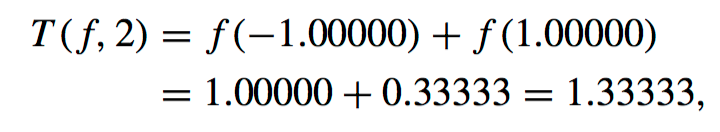 T(f, 2) = f(−1.00000) + f(1.00000)
= 1.00000 + 0.33333 = 1.33333,